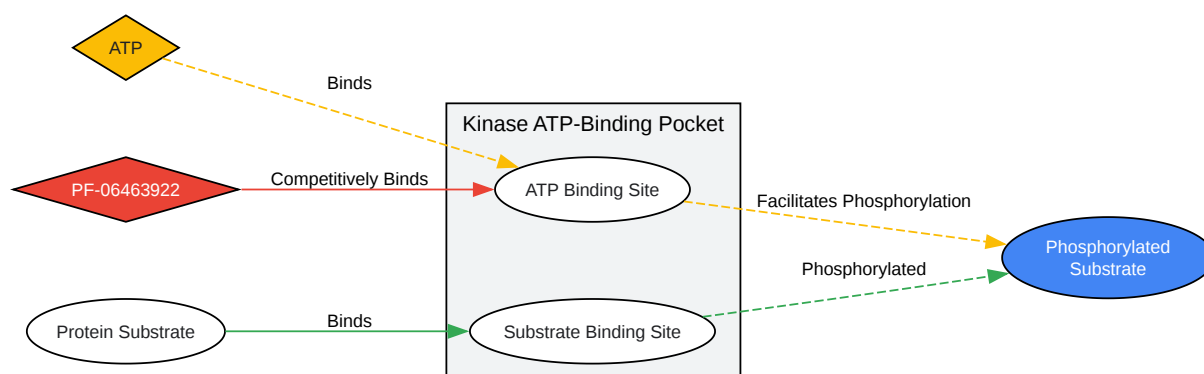 ATP
Binds
Kinase ATP-Binding Pocket
PF-06463922
Competitively Binds
ATP Binding Site
Facilitates Phosphorylation
Phosphorylated
Substrate
Phosphorylated
Protein Substrate
Binds
Substrate Binding Site